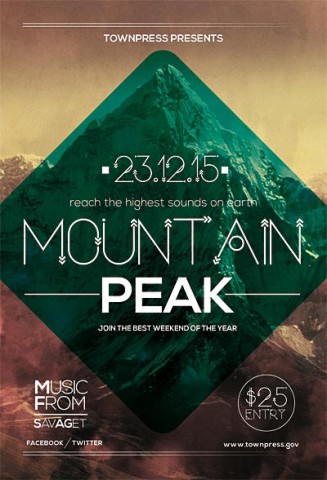 TOWNPRESS PRESENTS
23.12.15
reach the highest sounds on earth
MOUNTAIN
PEAK
JOIN THE BEST WEEKEND OF THE YEAR
MUSIC
FROM
SAVAGET
$25
ENTRY
FACEBOOK / TWITTER
www.townpress.gov